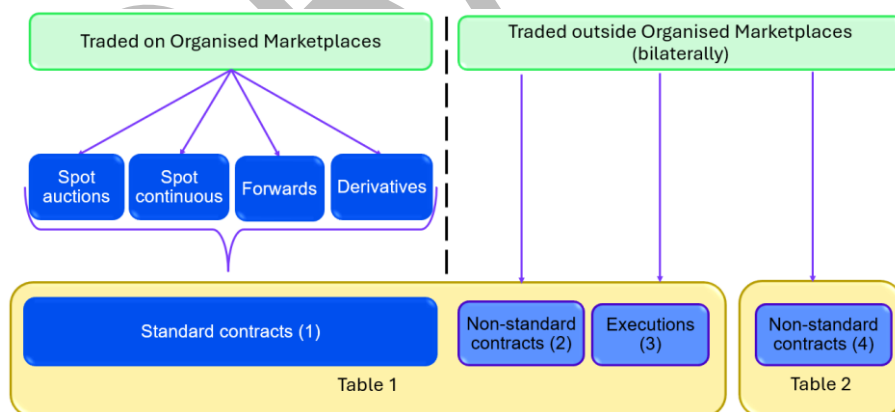 Traded on Organised Marketplaces
Traded outside Organised Marketplaces
(bilaterally)
Spot
auctions
Spot
continuous
Forwards
Derivatives
Standard contracts (1)
Non-standard
contracts (2)
Executions
(3)
Non-standard
contracts (4)
Table 1
Table 2